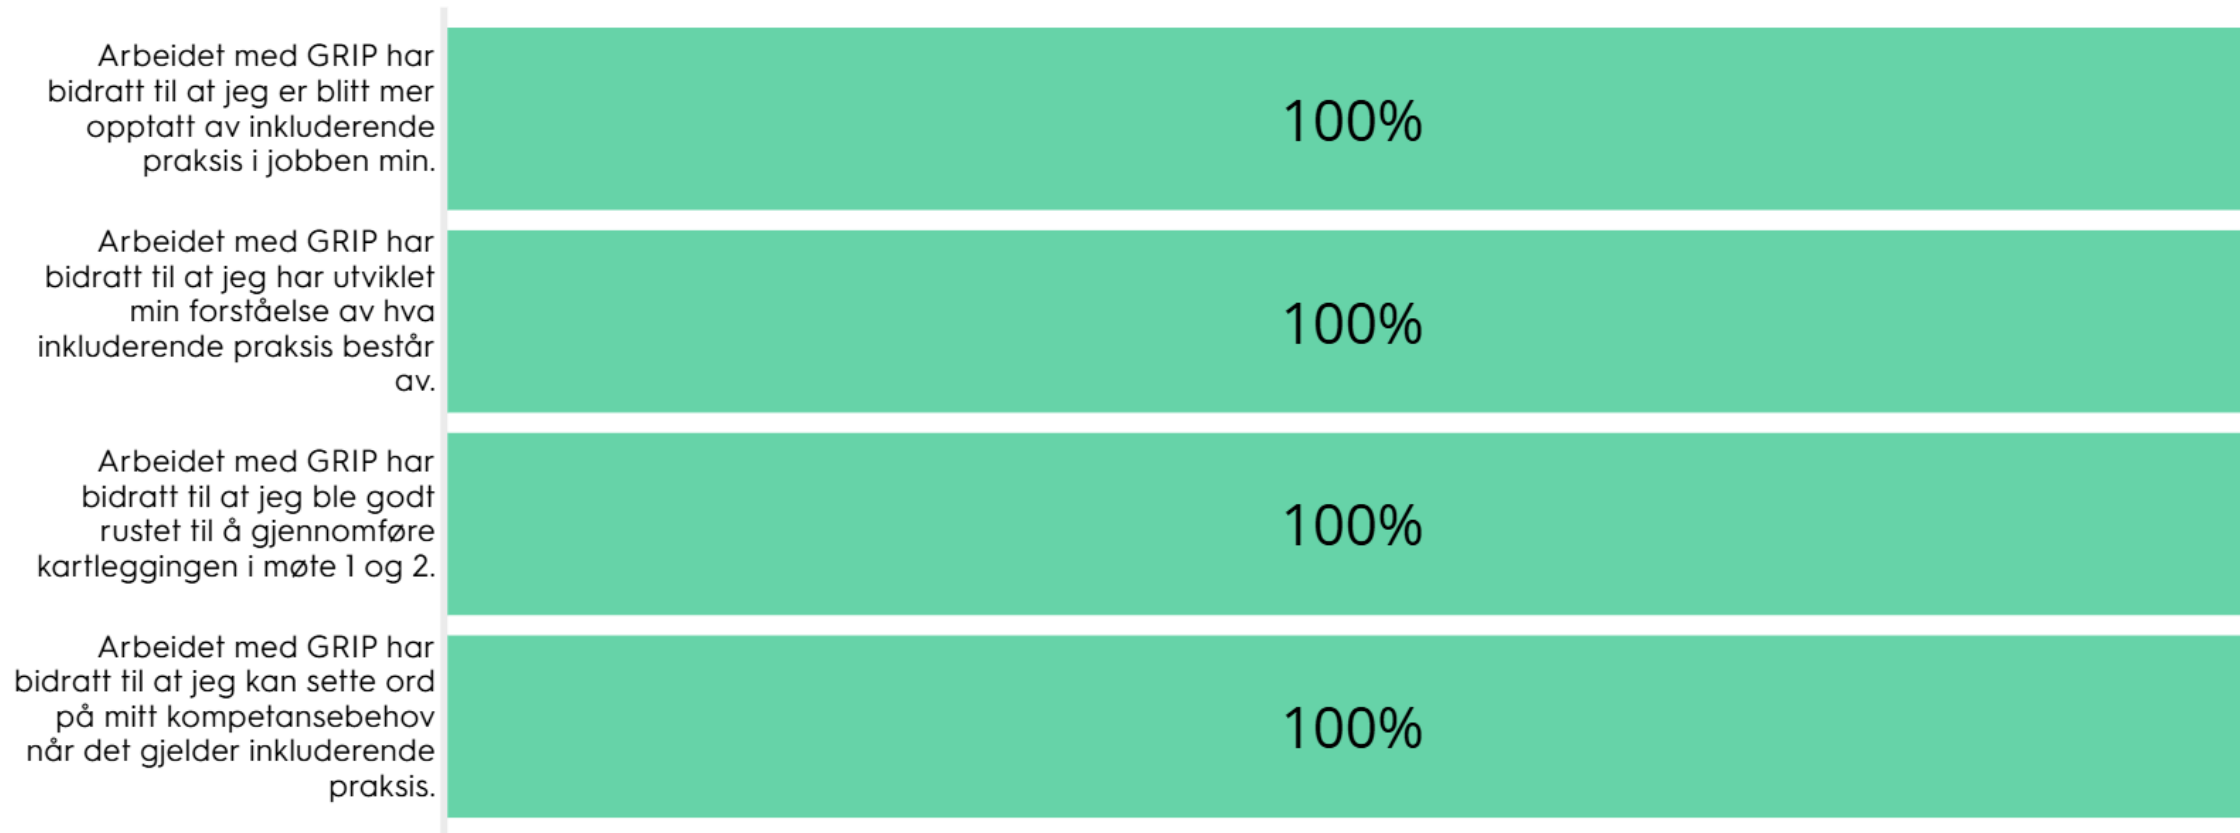 Arbeidet med GRIP har
bidratt til at jeg er blitt mer
opptatt av inkluderende
praksis i jobben min.
100%
Arbeidet med GRIP har
bidratt til at jeg har utviklet
min forståelse av hva
inkluderende praksis består
av.
100%
Arbeidet med GRIP har
bidratt til at jeg ble godt
rustet til å gjennomføre
kartleggingen i møte 1 og 2.
100%
Arbeidet med GRIP har
bidratt til at jeg kan sette ord
på mitt kompetansebehov
når det gjelder inkluderende
praksis.
100%